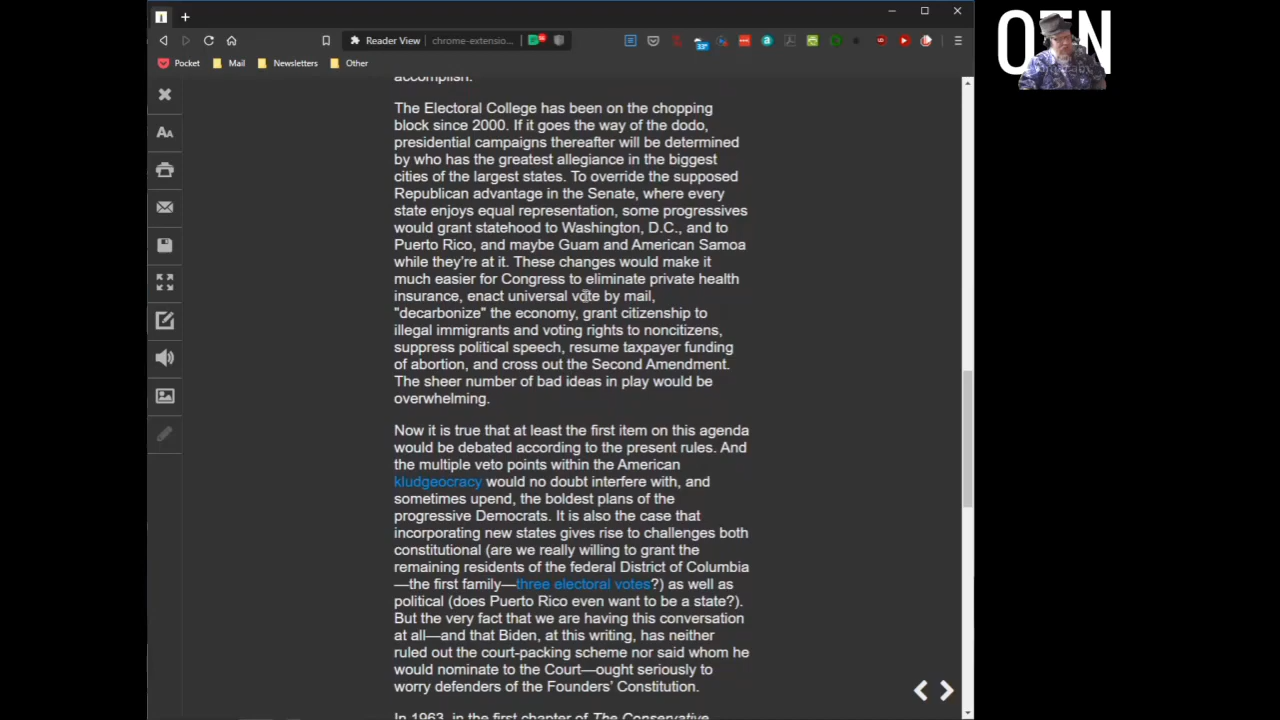 Reader View
chrome-extensio...
33°
Pocket
Mail
Newsletters
Other
AA
accomplish.
The Electoral College has been on the chopping
block since 2000. If it goes the way of the dodo,
presidential campaigns thereafter will be determined
by who has the greatest allegiance in the biggest
cities of the largest states. To override the supposed
Republican advantage in the Senate, where every
state enjoys equal representation, some progressives
would grant statehood to Washington, D.C., and to
Puerto Rico, and maybe Guam and American Samoa
while they're at it. These changes would make it
much easier for Congress to eliminate private health
insurance, enact universal vote by mail,
"decarbonize" the economy, grant citizenship to
illegal immigrants and voting rights to noncitizens,
suppress political speech, resume taxpayer funding
of abortion, and cross out the Second Amendment.
The sheer number of bad ideas in play would be
overwhelming.
Now it is true that at least the first item on this agenda
would be debated according to the present rules. And
the multiple veto points within the American
kludgeocracy would no doubt interfere with, and
sometimes upend, the boldest plans of the
progressive Democrats. It is also the case that
incorporating new states gives rise to challenges both
constitutional (are we really willing to grant the
remaining residents of the federal District of Columbia
—the first family—three electoral votes?) as well as
political (does Puerto Rico even want to be a state?).
But the very fact that we are having this conversation
at all—and that Biden, at this writing, has neither
ruled out the court-packing scheme nor said whom he
would nominate to the Court—ought seriously to
worry defenders of the Founders' Constitution.
In 1963, in the first chapter of The Conservative